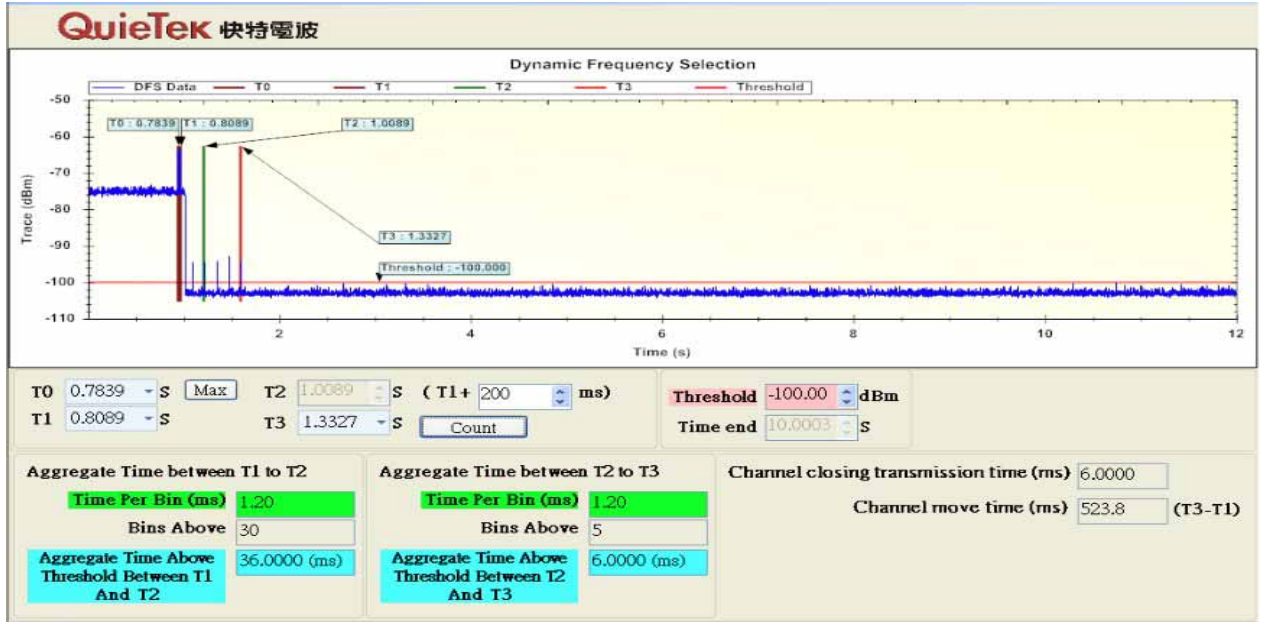 QuieTek 快特電波
Dynamic Frequency Selection
DFS Data T0 T1 T2 T3 Threshold
-50
-60
-70
-80
-90
-100
-110
Trace (dBm)
T0 : 0.7839
T1 : 0.8089
T2 : 1.0089
T3 : 1.3327
Threshold : -100.000
2 4 6 8 10 12
Time (s)
T0 0.7839 S Max T2 1.0089 S ( T1+ 200 ms)
T1 0.8089 S T3 1.3327 S Count
Threshold -100.00 dBm
Time end 10.0003 S
Aggregate Time between T1 to T2
Time Per Bin (ms) 1.20
Bins Above 30
Aggregate Time Above
Threshold Between T1
And T2
36.0000 (ms)
Aggregate Time between T2 to T3
Time Per Bin (ms) 1.20
Bins Above 5
Aggregate Time Above
Threshold Between T2
And T3
6.0000 (ms)
Channel closing transmission time (ms) 6.0000
Channel move time (ms) 523.8 (T3-T1)